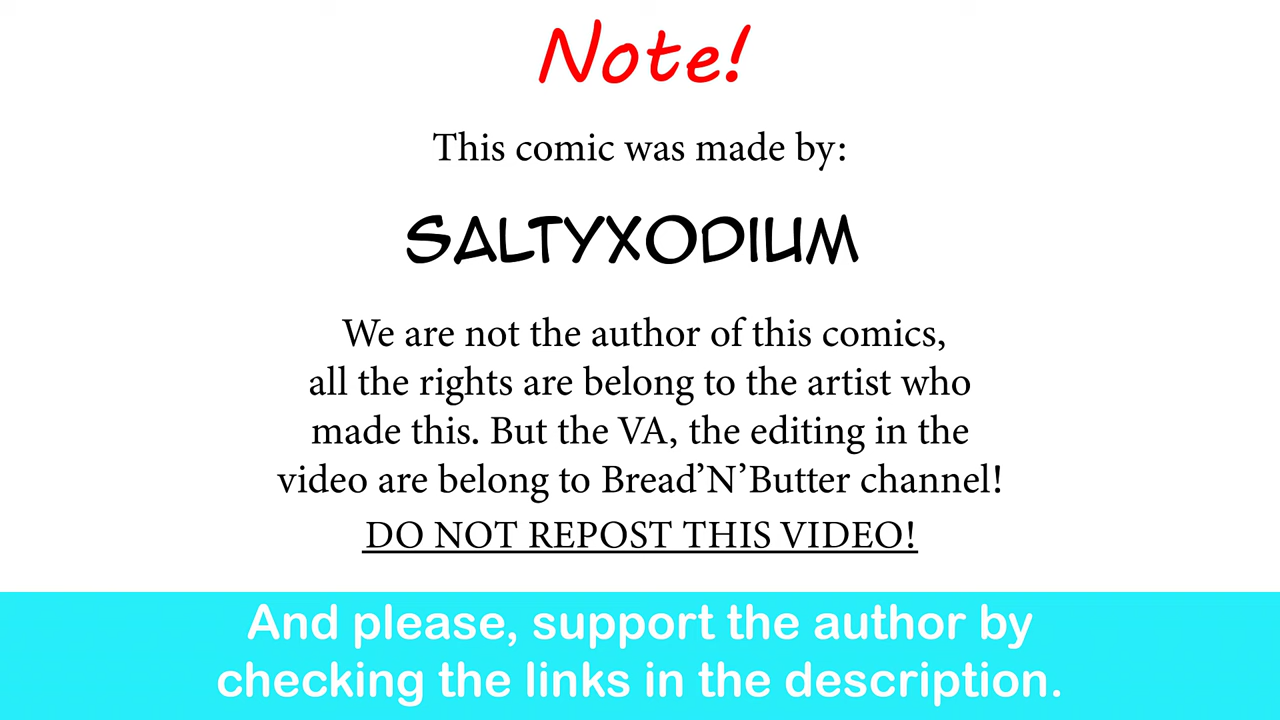 Note!
This comic was made by:
SALTYXODIUM
We are not the author of this comics,
all the rights are belong to the artist who
made this. But the VA, the editing in the
video are belong to Bread’N’Butter channel!
DO NOT REPOST THIS VIDEO!
And please, support the author by
checking the links in the description.